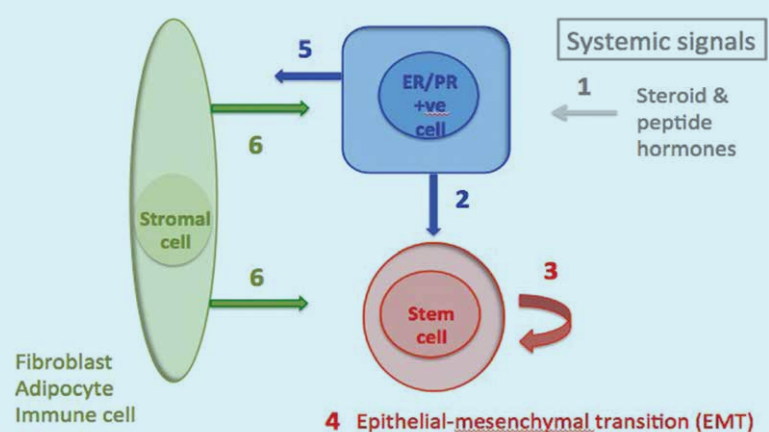 Systemic signals
5
1
ER/PR
+ve
cell
Steroid &
peptide
hormones
6
2
Stromal
cell
6
3
Stem
cell
Fibroblast
Adipocyte
Immune cell
4 Epithelial-mesenchymal transition (EMT)